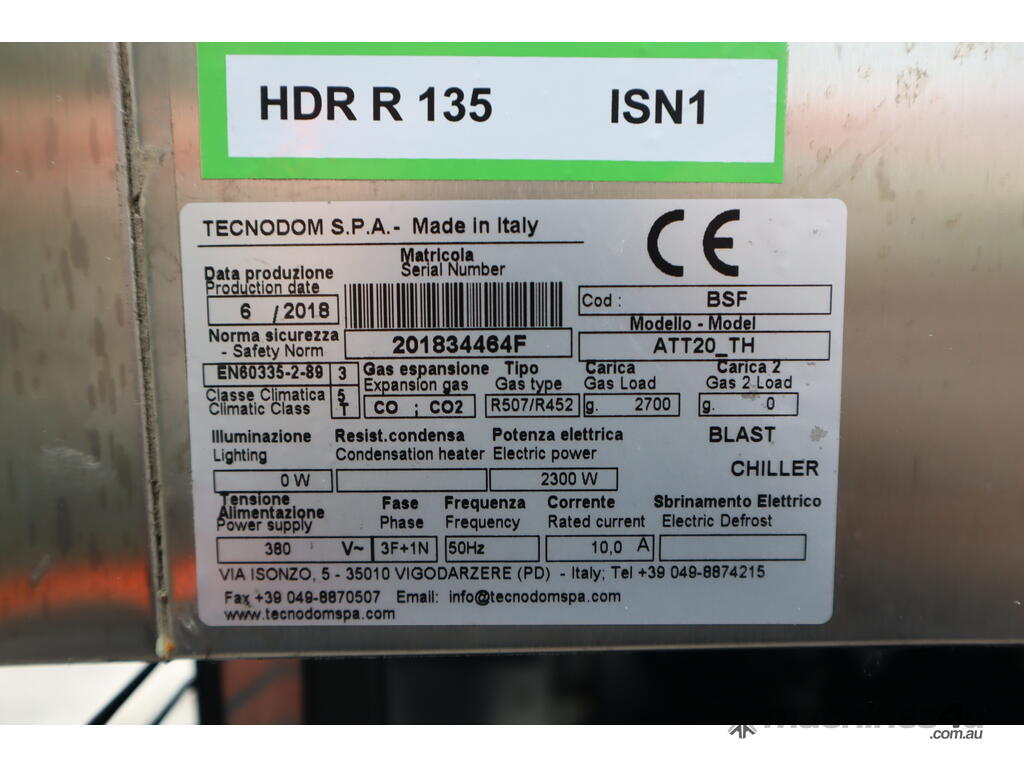 HDR R 135 ISN1
TECNODOM S.P.A.- Made in Italy
CE
Matricola
Serial Number
Data produzione
Production date
6 / 2018
Cod : BSF
Norma sicurezza
- Safety Norm
201834464F
Modello - Model
ATT20_TH
EN60335-2-89 3
Classe Climatica 5
Climatic Class T
Gas espansione Tipo Carica Carica 2
Expansion gas Gas type Gas Load Gas 2 Load
CO ; CO2 R507/R452 g. 2700 g. 0
Illuminazione Resist.condensa Potenza elettrica BLAST
Lighting Condensation heater Electric power CHILLER
0 W 2300 W
Tensione
Alimentazione Fase Frequenza Corrente Sbrinamento Elettrico
Power supply Phase Frequency Rated current Electric Defrost
380 V~ 3F+1N 50Hz 10,0 A
VIA ISONZO, 5 - 35010 VIGODARZERE (PD) - Italy; Tel +39 049-8874215
Fax +39 049-8870507 Email: info@tecnodomspa.com
www.tecnodomspa.com
machines4u
.com.au